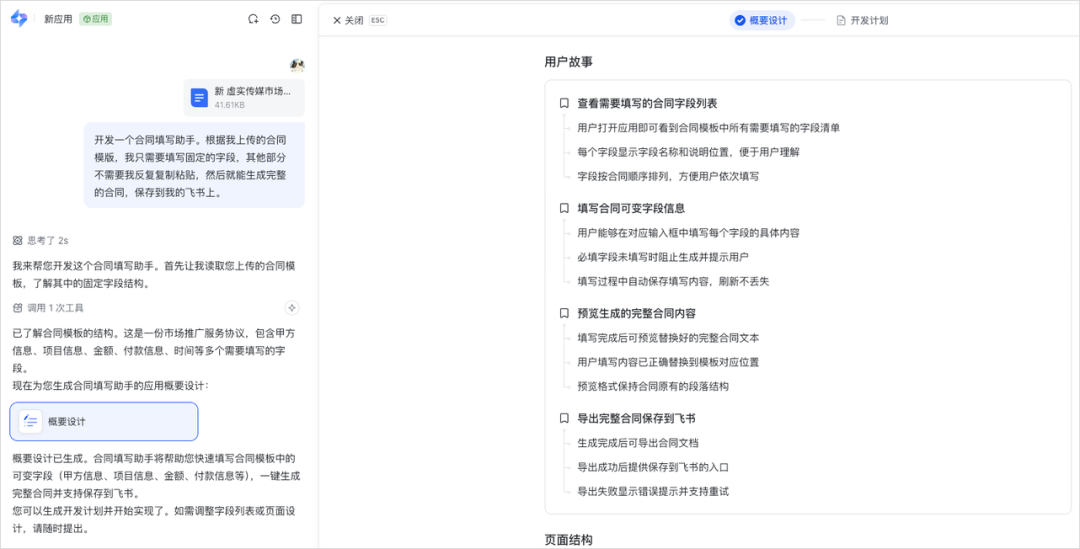 新应用 应用
新 虚实传媒市场...
41.61KB
开发一个合同填写助手。根据我上传的合同
模版，我只需要填写固定的字段，其他部分
不需要我反复复制粘贴，然后就能生成完整
的合同，保存到我的飞书上。
思考了 2s
我来帮您开发这个合同填写助手。首先让我读取您上传的合同模
板，了解其中的固定字段结构。
调用 1 次工具
已了解合同模板的结构。这是一份市场推广服务协议，包含甲方
信息、项目信息、金额、付款信息、时间等多个需要填写的字
段。
现在为您生成合同填写助手的应用概要设计：
概要设计
概要设计已生成。合同填写助手将帮助您快速填写合同模板中的
可变字段（甲方信息、项目信息、金额、付款信息等），一键生成
完整合同并支持保存到飞书。
您可以生成开发计划并开始实现了。如需调整字段列表或页面设
计，请随时提出。
关闭 ESC
概要设计
开发计划
用户故事
查看需要填写的合同字段列表
用户打开应用即可看到合同模板中所有需要填写的字段清单
每个字段显示字段名称和说明位置，便于用户理解
字段按合同顺序排列，方便用户依次填写
填写合同可变字段信息
用户能够在对应输入框中填写每个字段的具体内容
必填字段未填写时阻止生成并提示用户
填写过程中自动保存填写内容，刷新不丢失
预览生成的完整合同内容
填写完成后可预览替换好的完整合同文本
用户填写内容已正确替换到模板对应位置
预览格式保持合同原有的段落结构
导出完整合同保存到飞书
生成完成后可导出合同文档
导出成功后提供保存到飞书的入口
导出失败显示错误提示并支持重试
页面结构